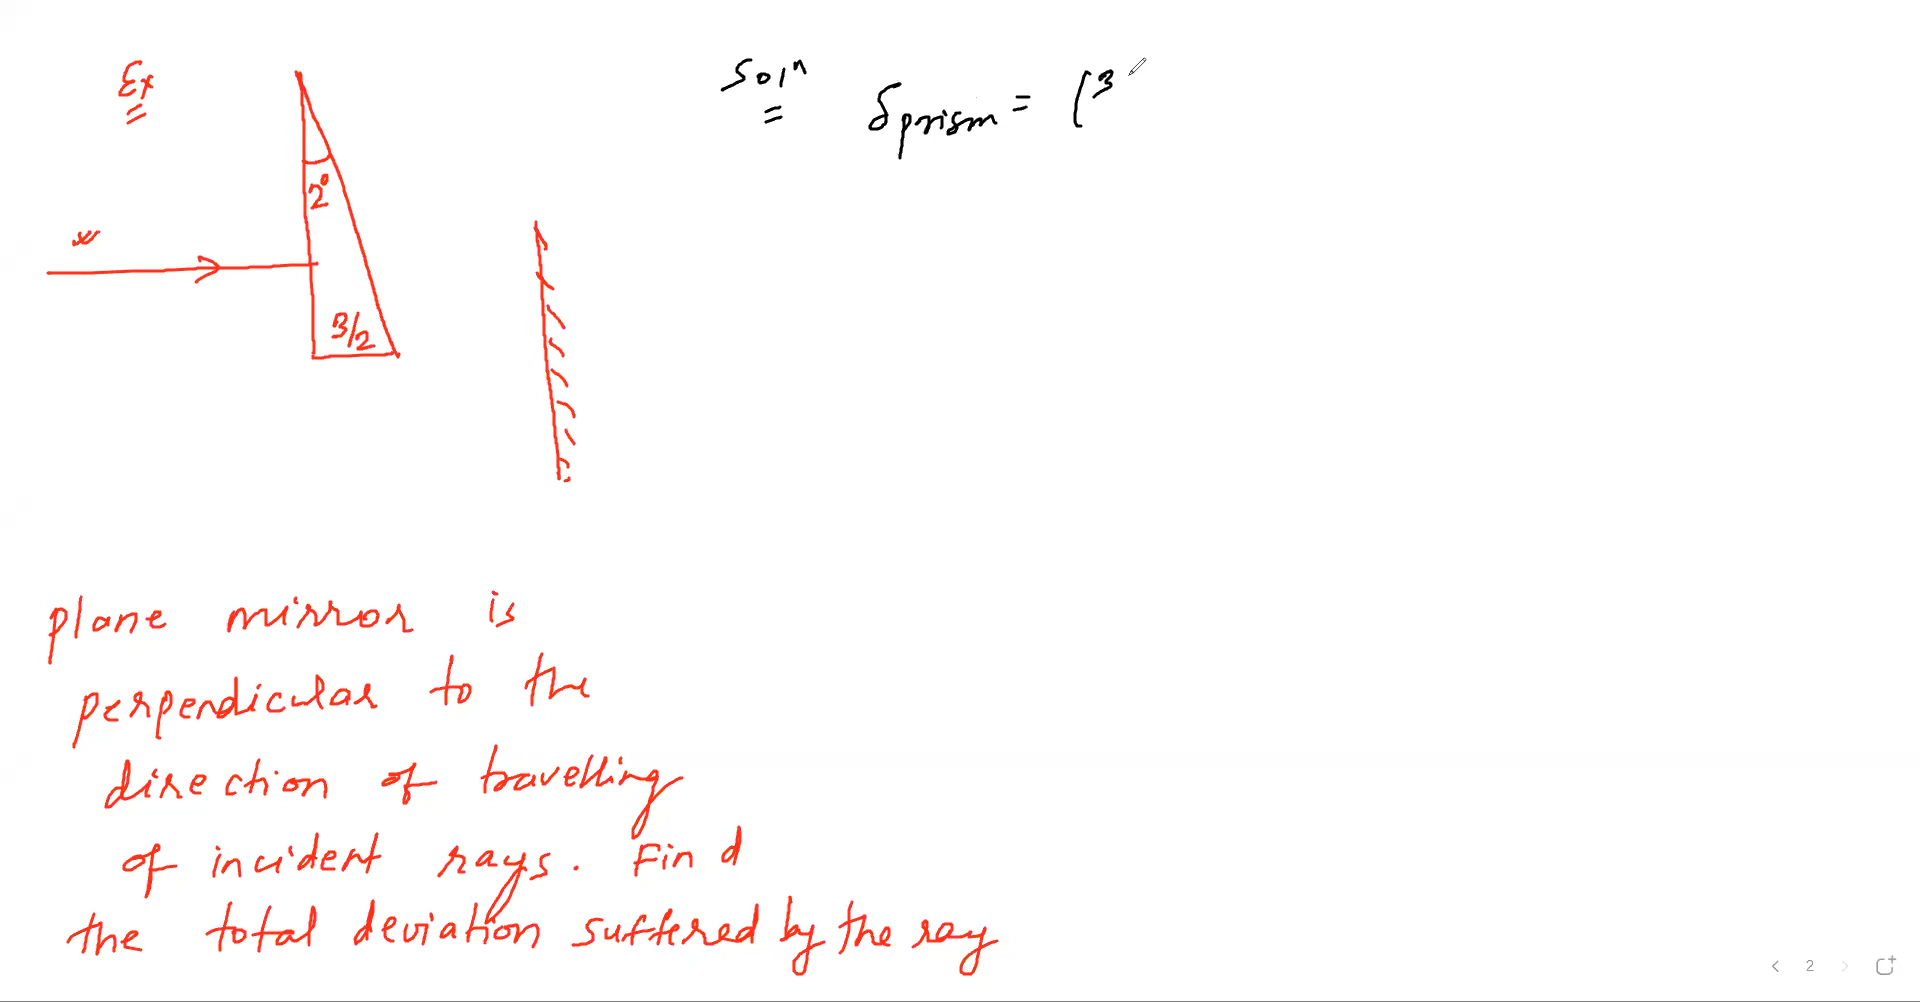 Ex
2°
3/2
plane mirror is
perpendicular to the
direction of travelling
of incident rays. Find
the total deviation suffered by the ray
Solⁿ δprism = (3
2